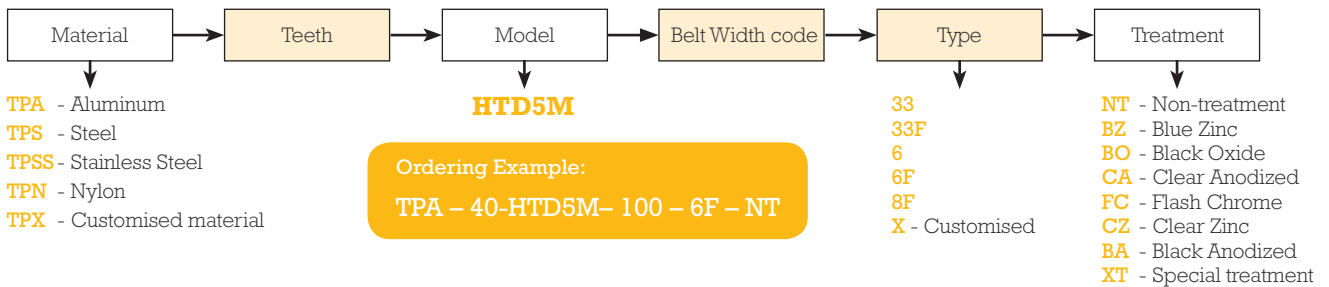 Material
Teeth
Model
Belt Width code
Type
Treatment
TPA - Aluminum
TPS - Steel
TPSS - Stainless Steel
TPN - Nylon
TPX - Customised material
HTD5M
Ordering Example:
TPA – 40-HTD5M– 100 – 6F – NT
33
33F
6
6F
8F
X - Customised
NT - Non-treatment
BZ - Blue Zinc
BO - Black Oxide
CA - Clear Anodized
FC - Flash Chrome
CZ - Clear Zinc
BA - Black Anodized
XT - Special treatment